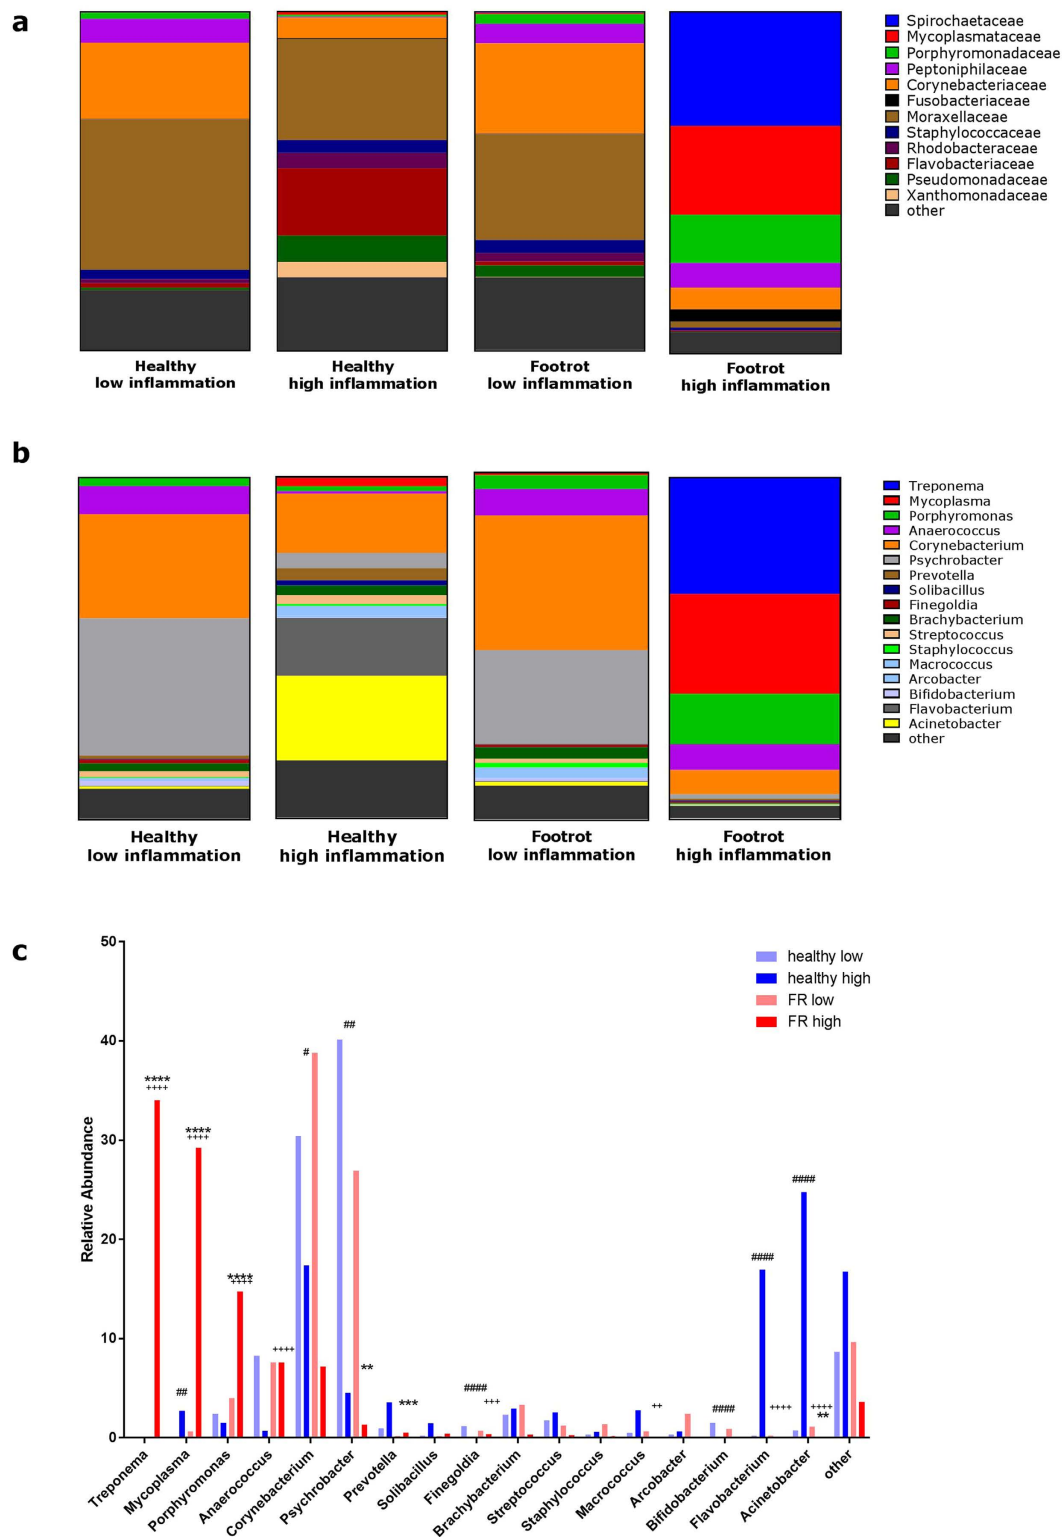 a
Spirochaetaceae
Mycoplasmataceae
Porphyromonadaceae
Peptoniphilaceae
Corynebacteriaceae
Fusobacteriaceae
Moraxellaceae
Staphylococcaceae
Rhodobacteraceae
Flavobacteriaceae
Pseudomonadaceae
Xanthomonadaceae
other
Healthy
low inflammation
Healthy
high inflammation
Footrot
low inflammation
Footrot
high inflammation
b
Treponema
Mycoplasma
Porphyromonas
Anaerococcus
Corynebacterium
Psychrobacter
Prevotella
Solibacillus
Finegoldia
Brachybacterium
Streptococcus
Staphylococcus
Macrococcus
Arcobacter
Bifidobacterium
Flavobacterium
Acinetobacter
other
Healthy
low inflammation
Healthy
high inflammation
Footrot
low inflammation
Footrot
high inflammation
c
healthy low
healthy high
FR low
FR high
Relative Abundance
50
40
30
20
10
0
****
++++
##
****
++++
****
++++
++++
#
##
**
***
####
+++
++
####
####
++++
####
++++
**
Treponema
Mycoplasma
Porphyromonas
Anaerococcus
Corynebacterium
Psychrobacter
Prevotella
Solibacillus
Finegoldia
Brachybacterium
Streptococcus
Staphylococcus
Macrococcus
Arcobacter
Bifidobacterium
Flavobacterium
Acinetobacter
other